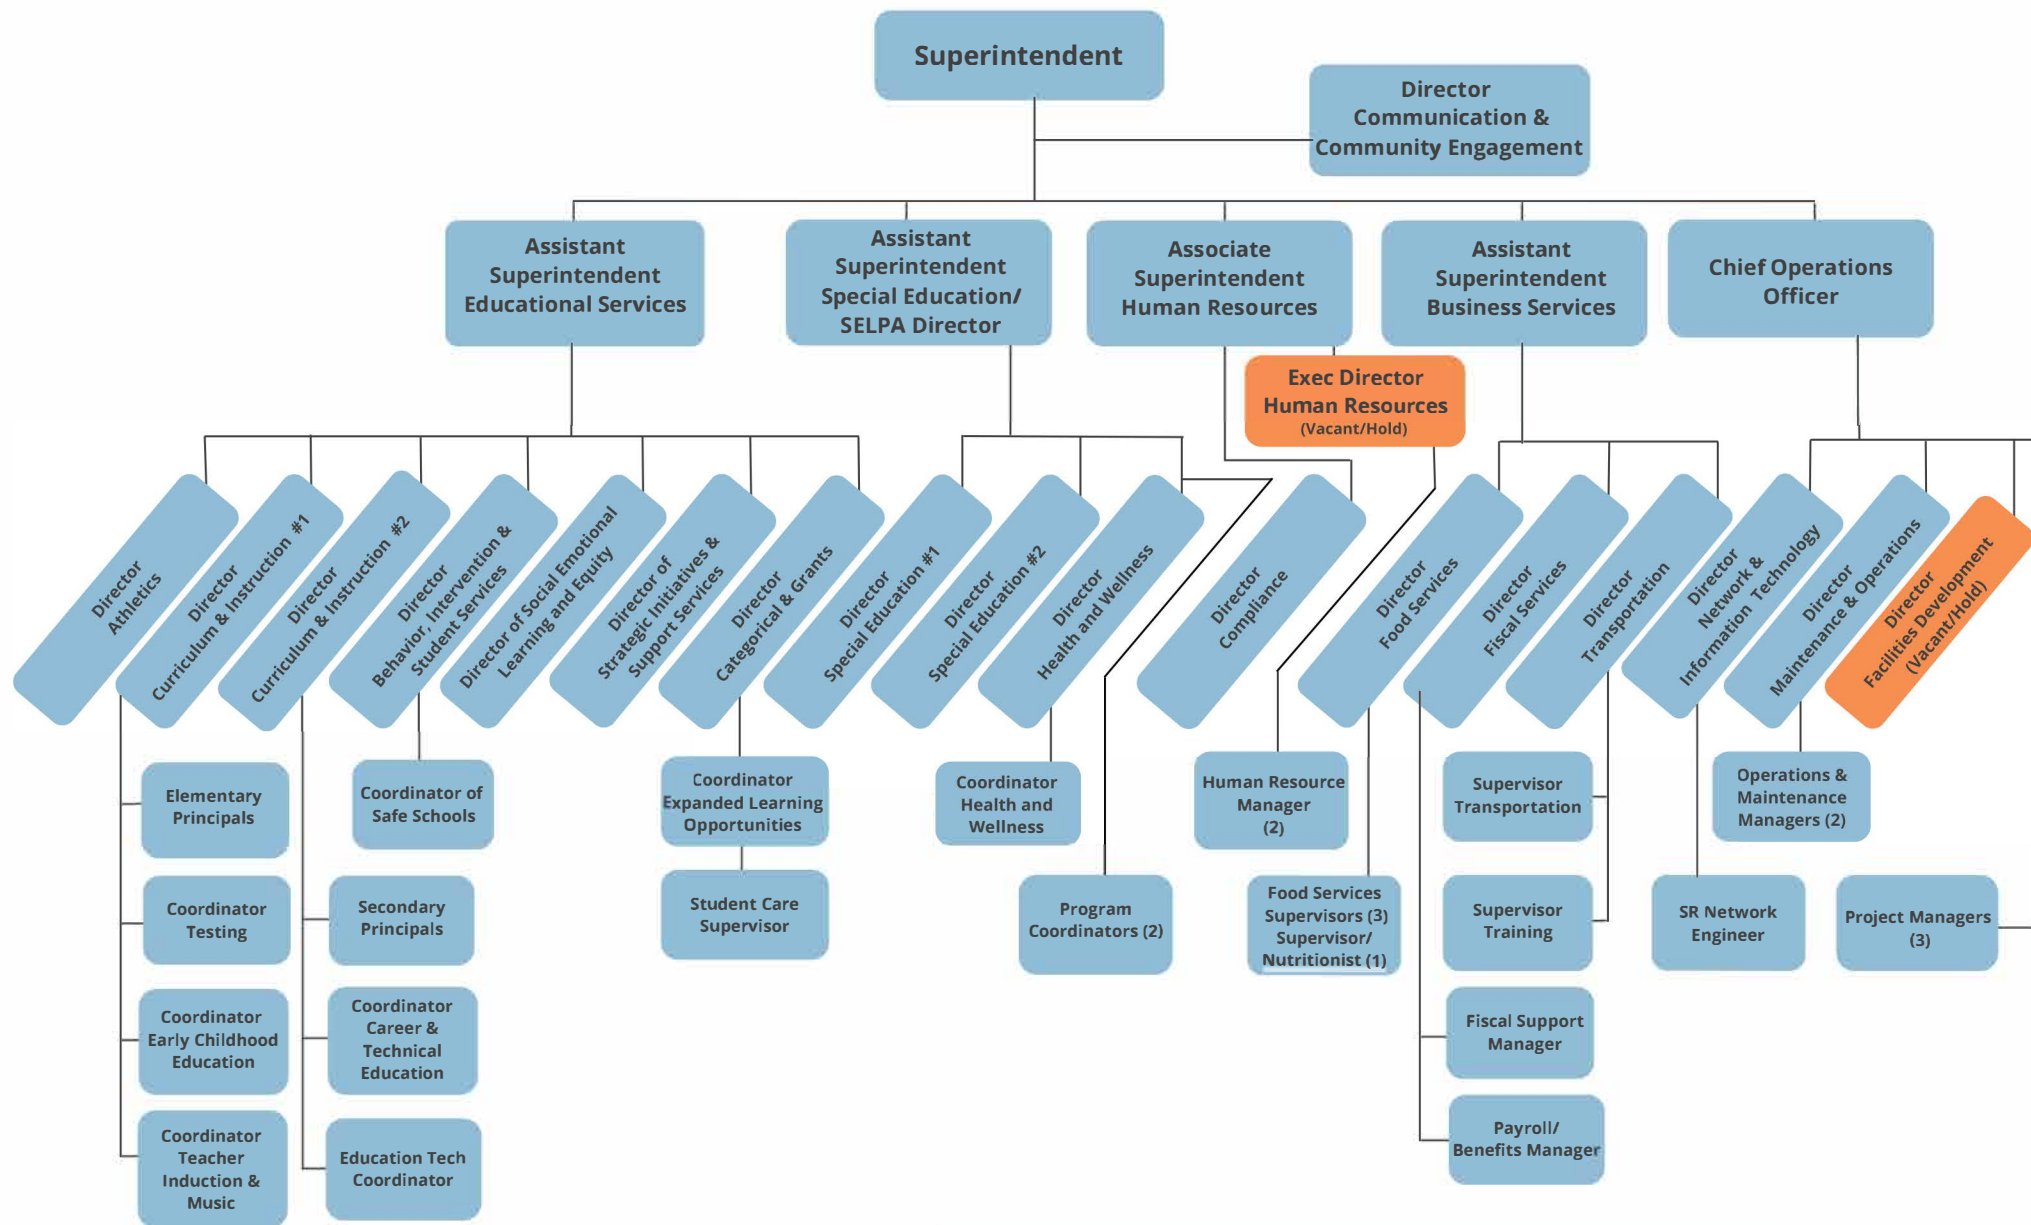 Superintendent
Director
Communication &
Community Engagement
Assistant
Superintendent
Educational Services
Assistant
Superintendent
Special Education/
SELPA Director
Associate
Superintendent
Human Resources
Assistant
Superintendent
Business Services
Chief Operations
Officer
Exec Director
Human Resources
(Vacant/Hold)
Director
Athletics
Director
Curriculum & Instruction #1
Director
Curriculum & Instruction #2
Director
Behavior, Intervention &
Student Services
Director of Social Emotional
Learning and Equity
Director of
Strategic Initiatives &
Support Services
Director
Categorical & Grants
Director
Special Education #1
Director
Special Education #2
Director
Health and Wellness
Director
Compliance
Director
Food Services
Director
Fiscal Services
Director
Transportation
Director
Network &
Information Technology
Director
Maintenance & Operations
Director
Facilities Development
(Vacant/Hold)
Elementary
Principals
Coordinator of
Safe Schools
Coordinator
Expanded Learning
Opportunities
Coordinator
Health and
Wellness
Human Resource
Manager
(2)
Supervisor
Transportation
Operations &
Maintenance
Managers (2)
Coordinator
Testing
Secondary
Principals
Student Care
Supervisor
Program
Coordinators (2)
Food Services
Supervisors (3)
Supervisor/
Nutritionist (1)
Supervisor
Training
SR Network
Engineer
Project Managers
(3)
Coordinator
Early Childhood
Education
Coordinator
Career &
Technical
Education
Fiscal Support
Manager
Coordinator
Teacher
Induction &
Music
Education Tech
Coordinator
Payroll/
Benefits Manager